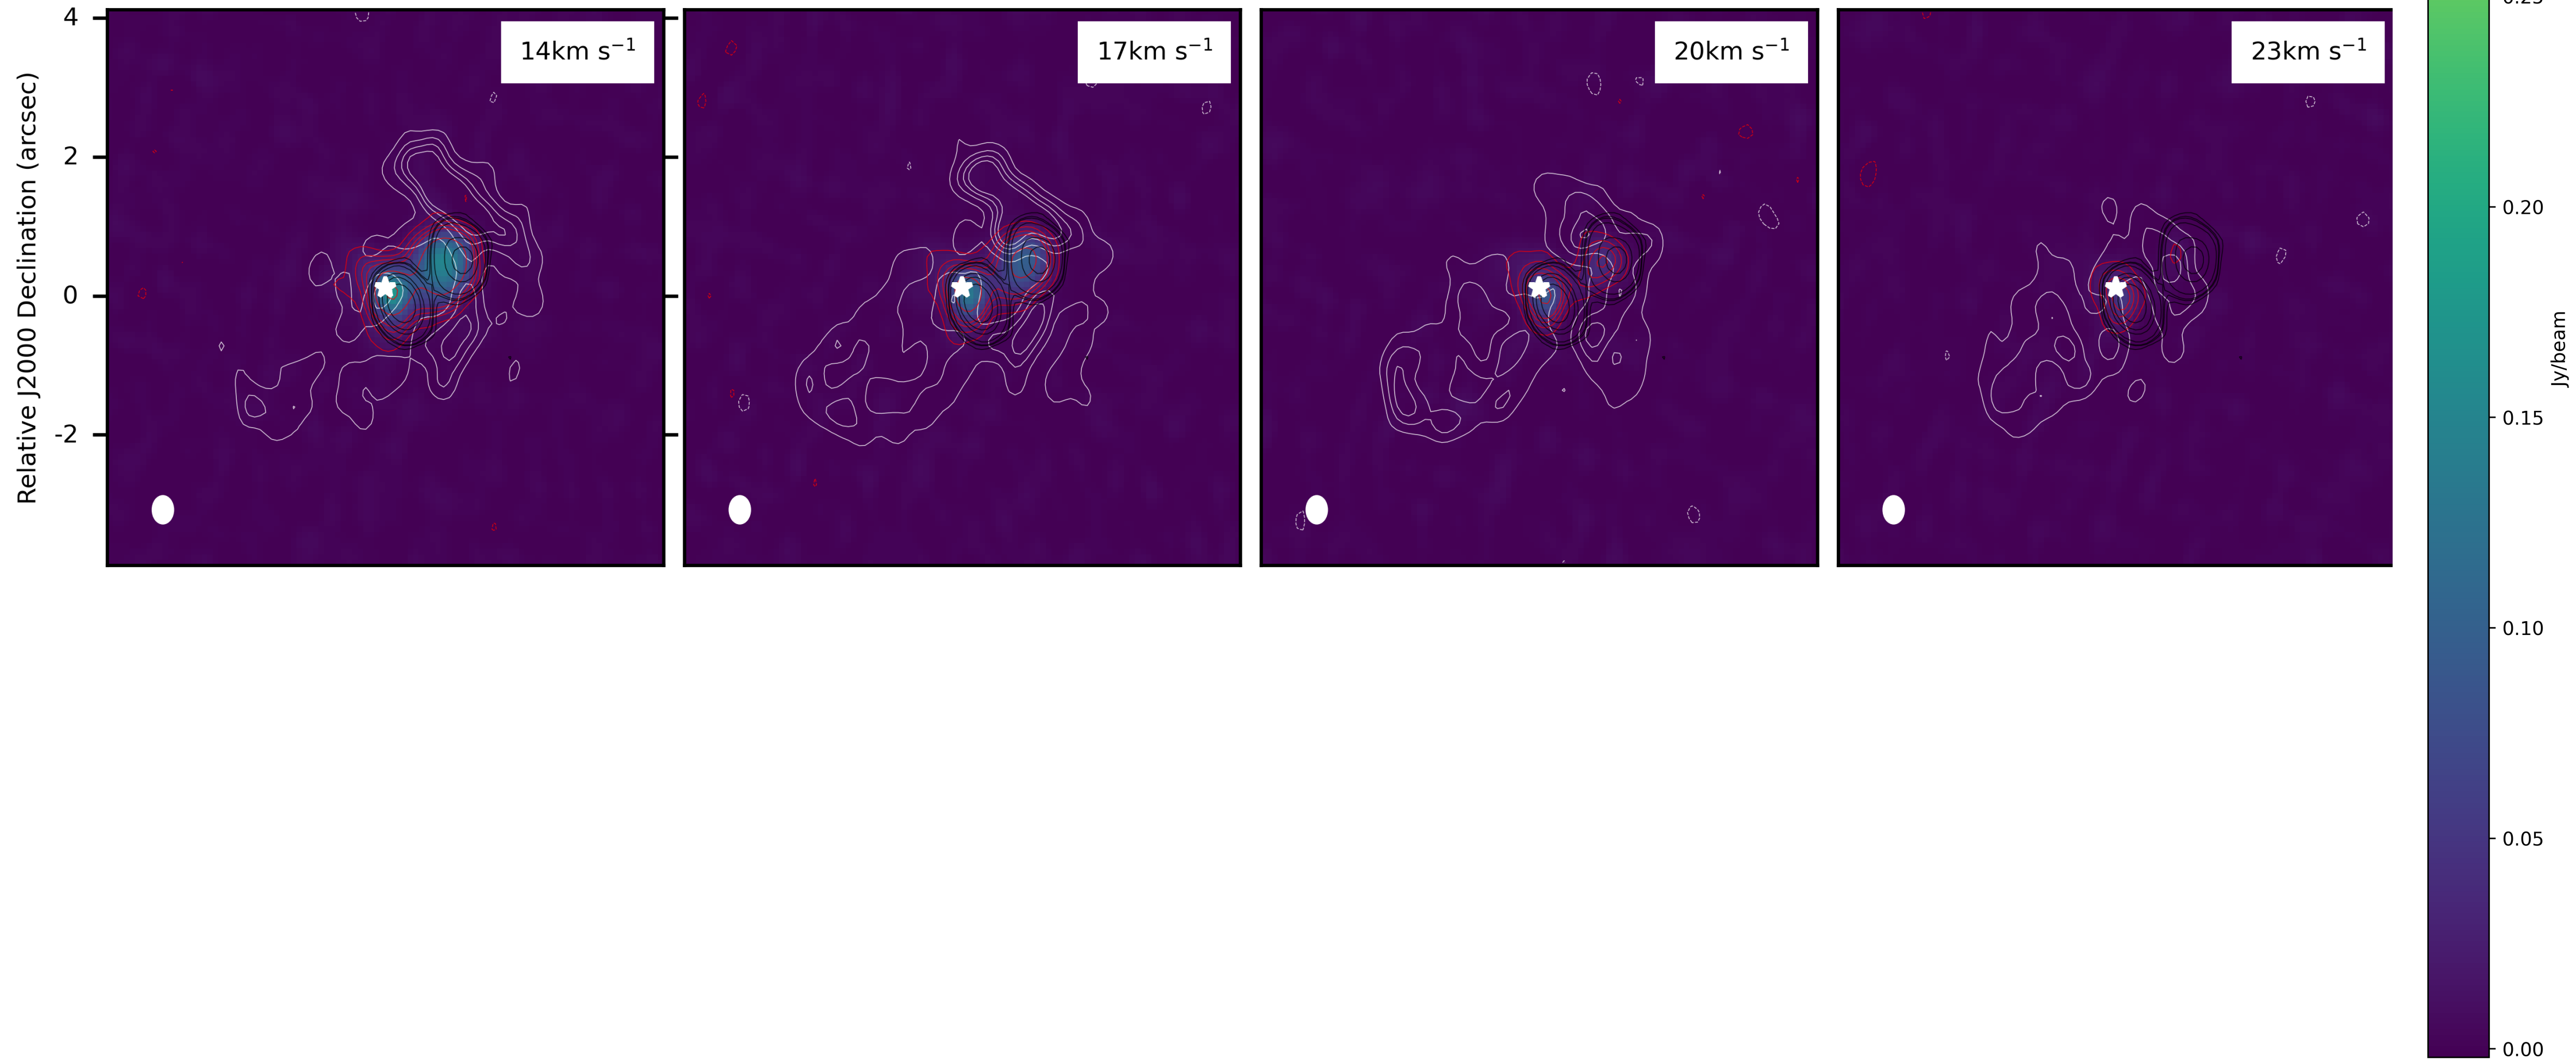 4
2
0
-2
Relative J2000 Declination (arcsec)
14km s⁻¹
17km s⁻¹
20km s⁻¹
23km s⁻¹
0.20
0.15
0.10
0.05
0.00
Jy/beam